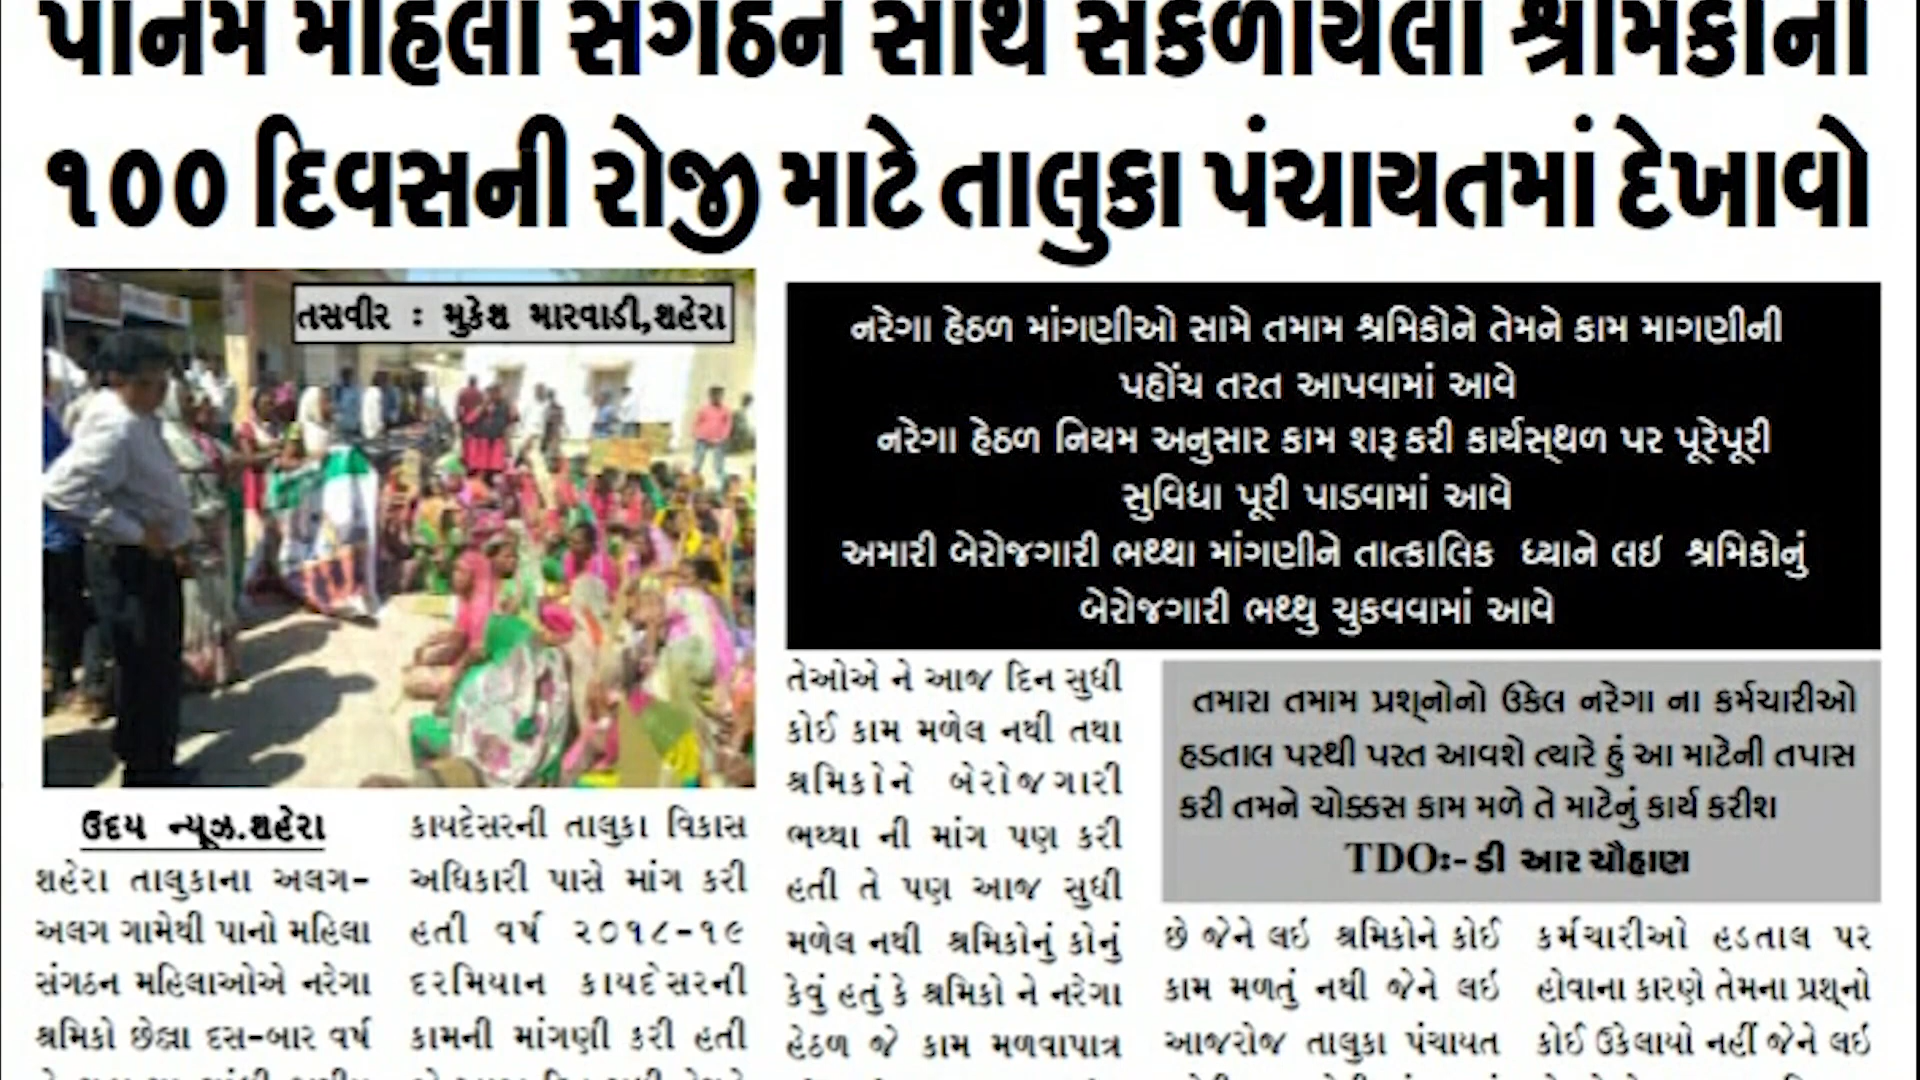 પાનમ મહિલા સંગઠન સાથે સંકળાયેલા શ્રમિકોના
૧૦૦ દિવસની રોજી માટે તાલુકા પંચાયતમાં દેખાવો
તસવીર : મુકેશ મારવાડી,શહેરા
નરેગા હેઠળ માંગણીઓ સામે તમામ શ્રમિકોને તેમને કામ માગણીની
પહોંચ તરત આપવામાં આવે
નરેગા હેઠળ નિયમ અનુસાર કામ શરૂ કરી કાર્યસ્થળ પર પૂરેપૂરી
સુવિધા પૂરી પાડવામાં આવે
અમારી બેરોજગારી ભથ્થા માંગણીને તાત્કાલિક ધ્યાને લઇ શ્રમિકોનું
બેરોજગારી ભથ્થુ ચુકવવામાં આવે
ઉદય ન્યૂઝ.શહેરા
શહેરા તાલુકાના અલગ-
અલગ ગામેથી પાનો મહિલા
સંગઠન મહિલાઓએ નરેગા
શ્રમિકો છેલ્લા દસ-બાર વર્ષ
કાયદેસરની તાલુકા વિકાસ
અધિકારી પાસે માંગ કરી
હતી વર્ષ ૨૦૧૮-૧૯
દરમિયાન કાયદેસરની
કામની માંગણી કરી હતી
તેઓએ ને આજ દિન સુધી
કોઈ કામ મળેલ નથી તથા
શ્રમિકોને બેરોજગારી
ભથ્થા ની માંગ પણ કરી
હતી તે પણ આજ સુધી
મળેલ નથી શ્રમિકોનું કોનું
કેવું હતું કે શ્રમિકો ને નરેગા
હેઠળ જે કામ મળવાપાત્ર
તમારા તમામ પ્રશ્નોનો ઉકેલ નરેગા ના કર્મચારીઓ
હડતાલ પરથી પરત આવશે ત્યારે હું આ માટેની તપાસ
કરી તમને ચોક્કસ કામ મળે તે માટેનું કાર્ય કરીશ
TDOઃ- ડી આર ચૌહાણ
છે જેને લઇ શ્રમિકોને કોઈ
કામ મળતું નથી જેને લઇ
આજરોજ તાલુકા પંચાયત
કર્મચારીઓ હડતાલ પર
હોવાના કારણે તેમના પ્રશ્નો
કોઈ ઉકેલાયો નહીં જેને લઇ